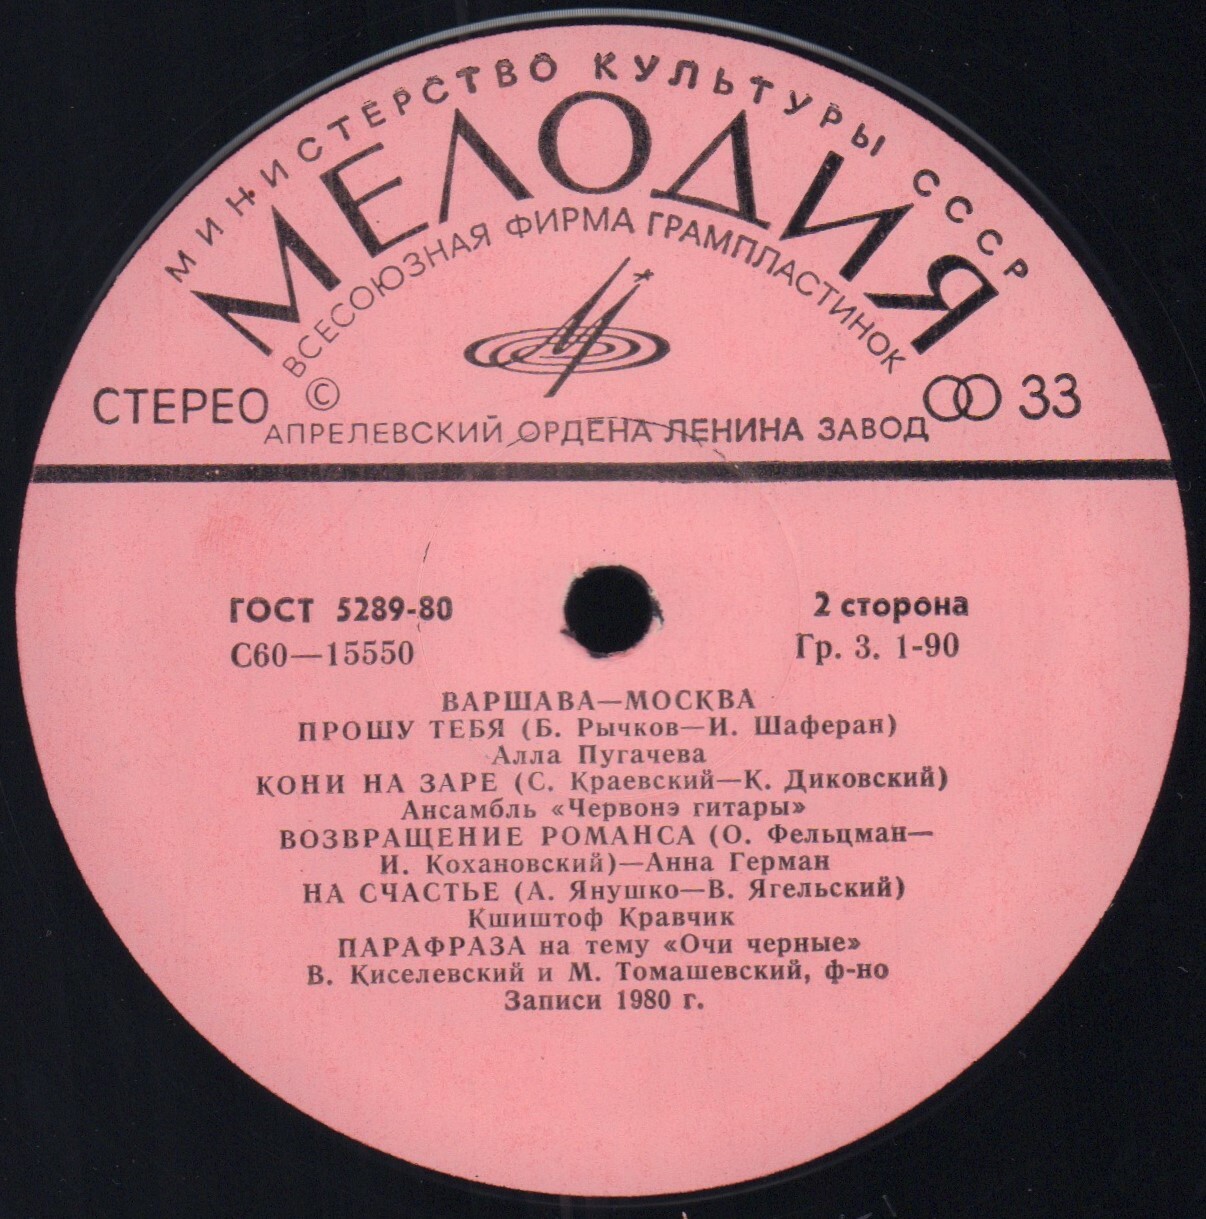 МИНИСТЕРСТВО КУЛЬТУРЫ СССР
МЕЛОДИЯ
ВСЕСОЮЗНАЯ ФИРМА ГРАМПЛАСТИНОК
СТЕРЕО © 33
АПРЕЛЕВСКИЙ ОРДЕНА ЛЕНИНА ЗАВОД
ГОСТ 5289-80 2 сторона
С60—15550 Гр. 3. 1-90
ВАРШАВА—МОСКВА
ПРОШУ ТЕБЯ (Б. Рычков—И. Шаферан)
Алла Пугачева
КОНИ НА ЗАРЕ (С. Краевский—К. Диковский)
Ансамбль «Червонэ гитары»
ВОЗВРАЩЕНИЕ РОМАНСА (О. Фельцман—
И. Кохановский)—Анна Герман
НА СЧАСТЬЕ (А. Янушко—В. Ягельский)
Кшиштоф Кравчик
ПАРАФРАЗА на тему «Очи черные»
В. Киселевский и М. Томашевский, ф-но
Записи 1980 г.